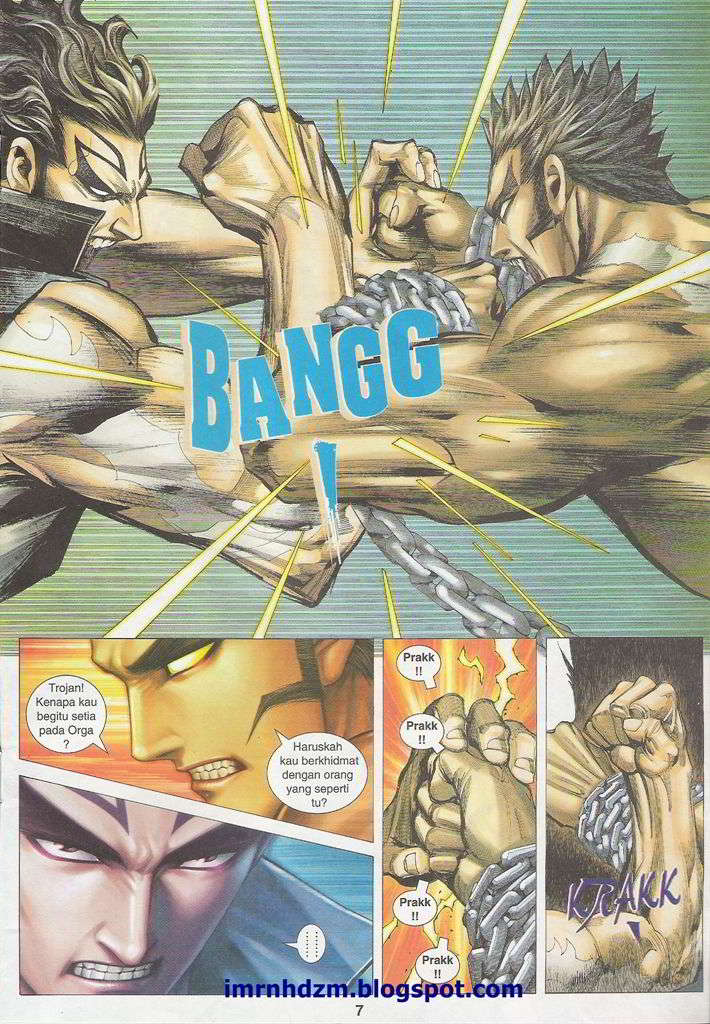 BANGG
!
Trojan!
Kenapa kau
begitu setia
pada Orga
?
Haruskah
kau berkhidmat
dengan orang
yang seperti
tu?
Prakk
!!
Prakk
!!
Prakk
!!
Prakk
!!
KRAKK
!
imrnhdzm.blogspot.com
7